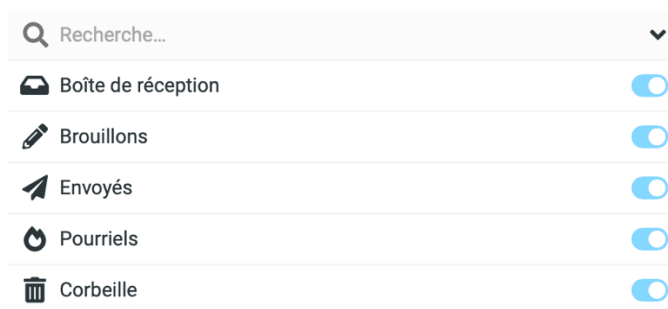 Recherche...
Boîte de réception
Brouillons
Envoyés
Pourriels
Corbeille